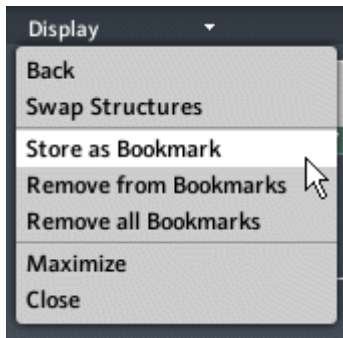 Display
Back
Swap Structures
Store as Bookmark
Remove from Bookmarks
Remove all Bookmarks
Maximize
Close